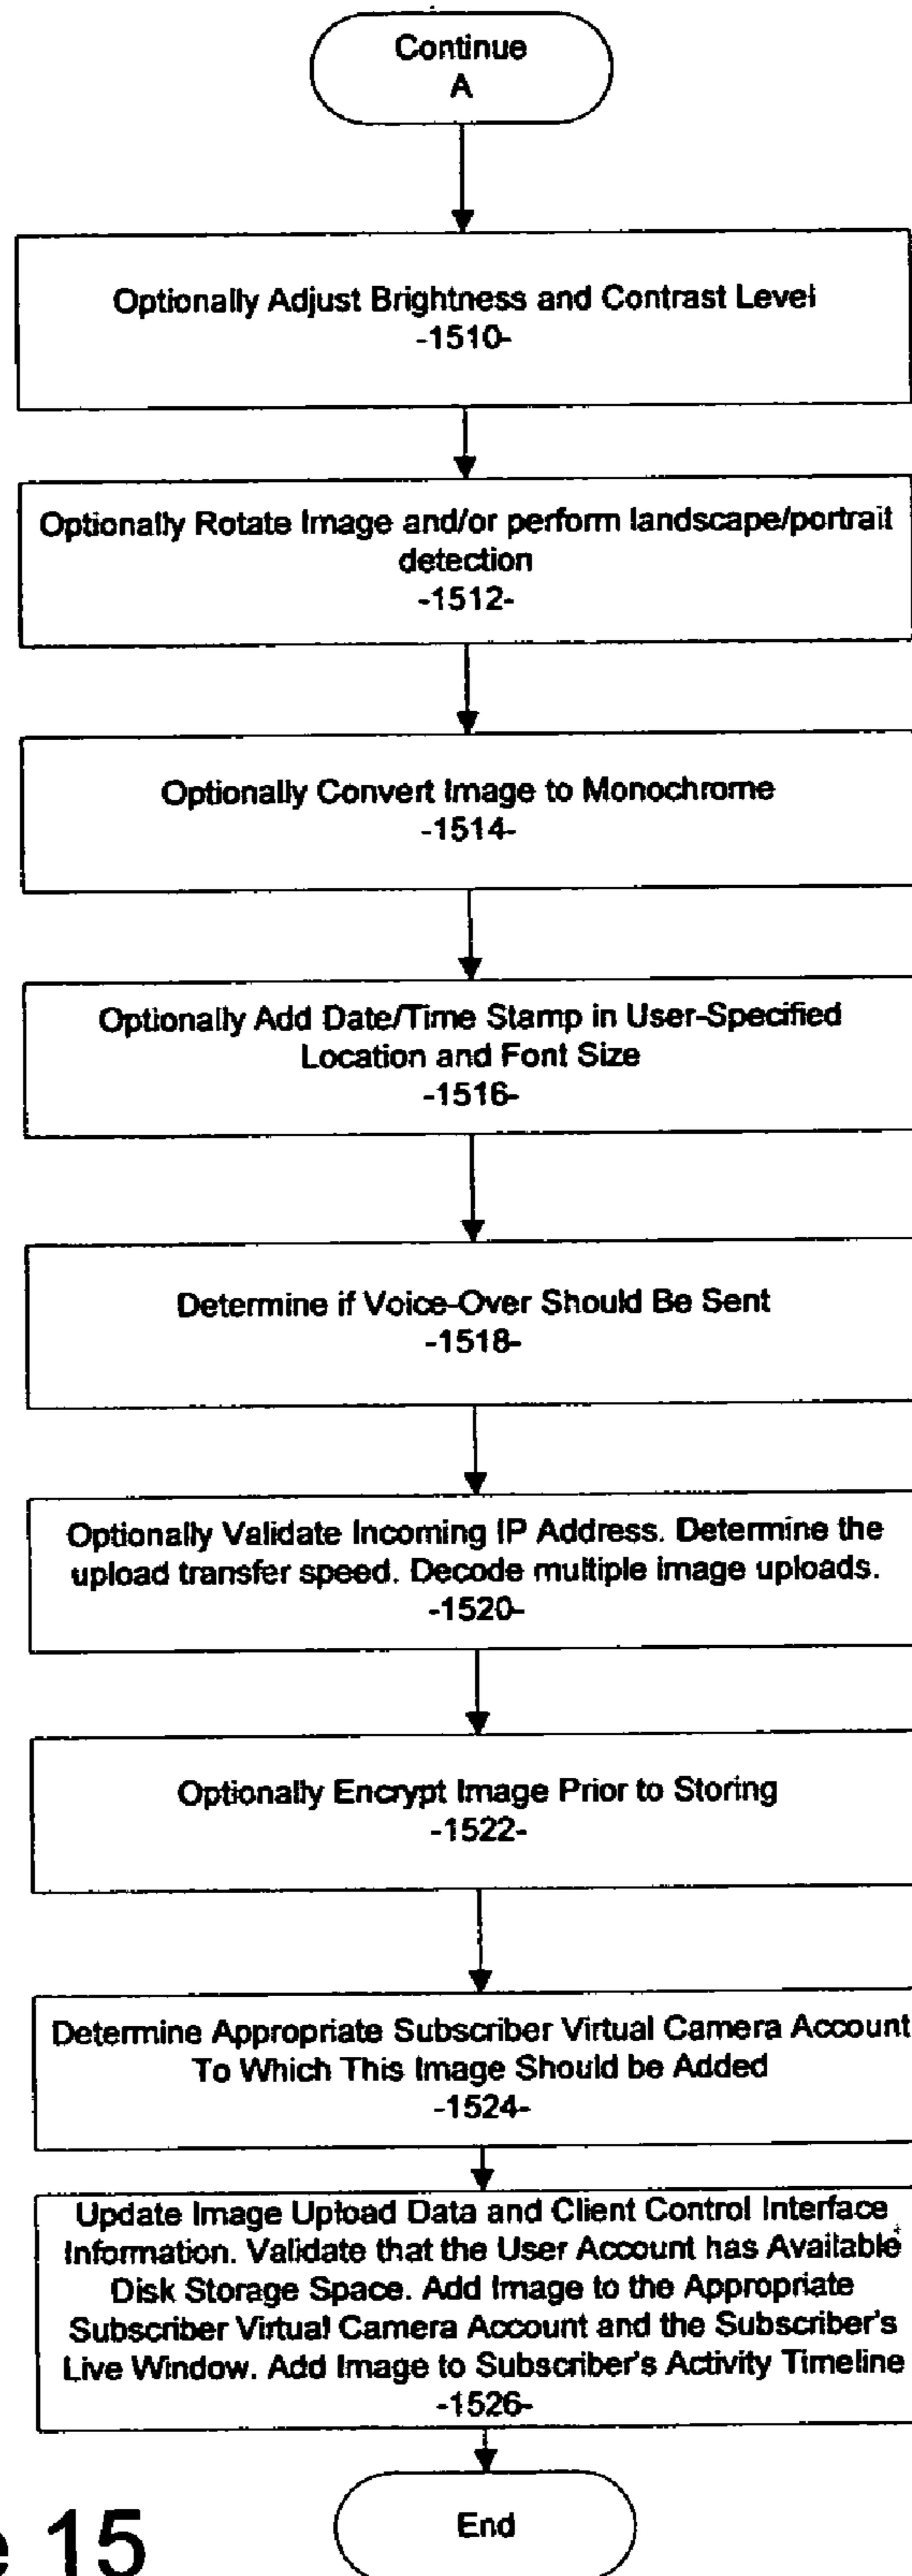 Continue
A
Optionally Adjust Brightness and Contrast Level
-1510-
Optionally Rotate Image and/or perform landscape/portrait
detection
-1512-
Optionally Convert Image to Monochrome
-1514-
Optionally Add Date/Time Stamp in User-Specified
Location and Font Size
-1516-
Determine if Voice-Over Should Be Sent
-1518-
Optionally Validate Incoming IP Address. Determine the
upload transfer speed. Decode multiple image uploads.
-1520-
Optionally Encrypt Image Prior to Storing
-1522-
Determine Appropriate Subscriber Virtual Camera Account
To Which This Image Should be Added
-1524-
Update Image Upload Data and Client Control Interface
Information. Validate that the User Account has Available
Disk Storage Space. Add Image to the Appropriate
Subscriber Virtual Camera Account and the Subscriber's
Live Window. Add Image to Subscriber's Activity Timeline
-1526-
End
e 15